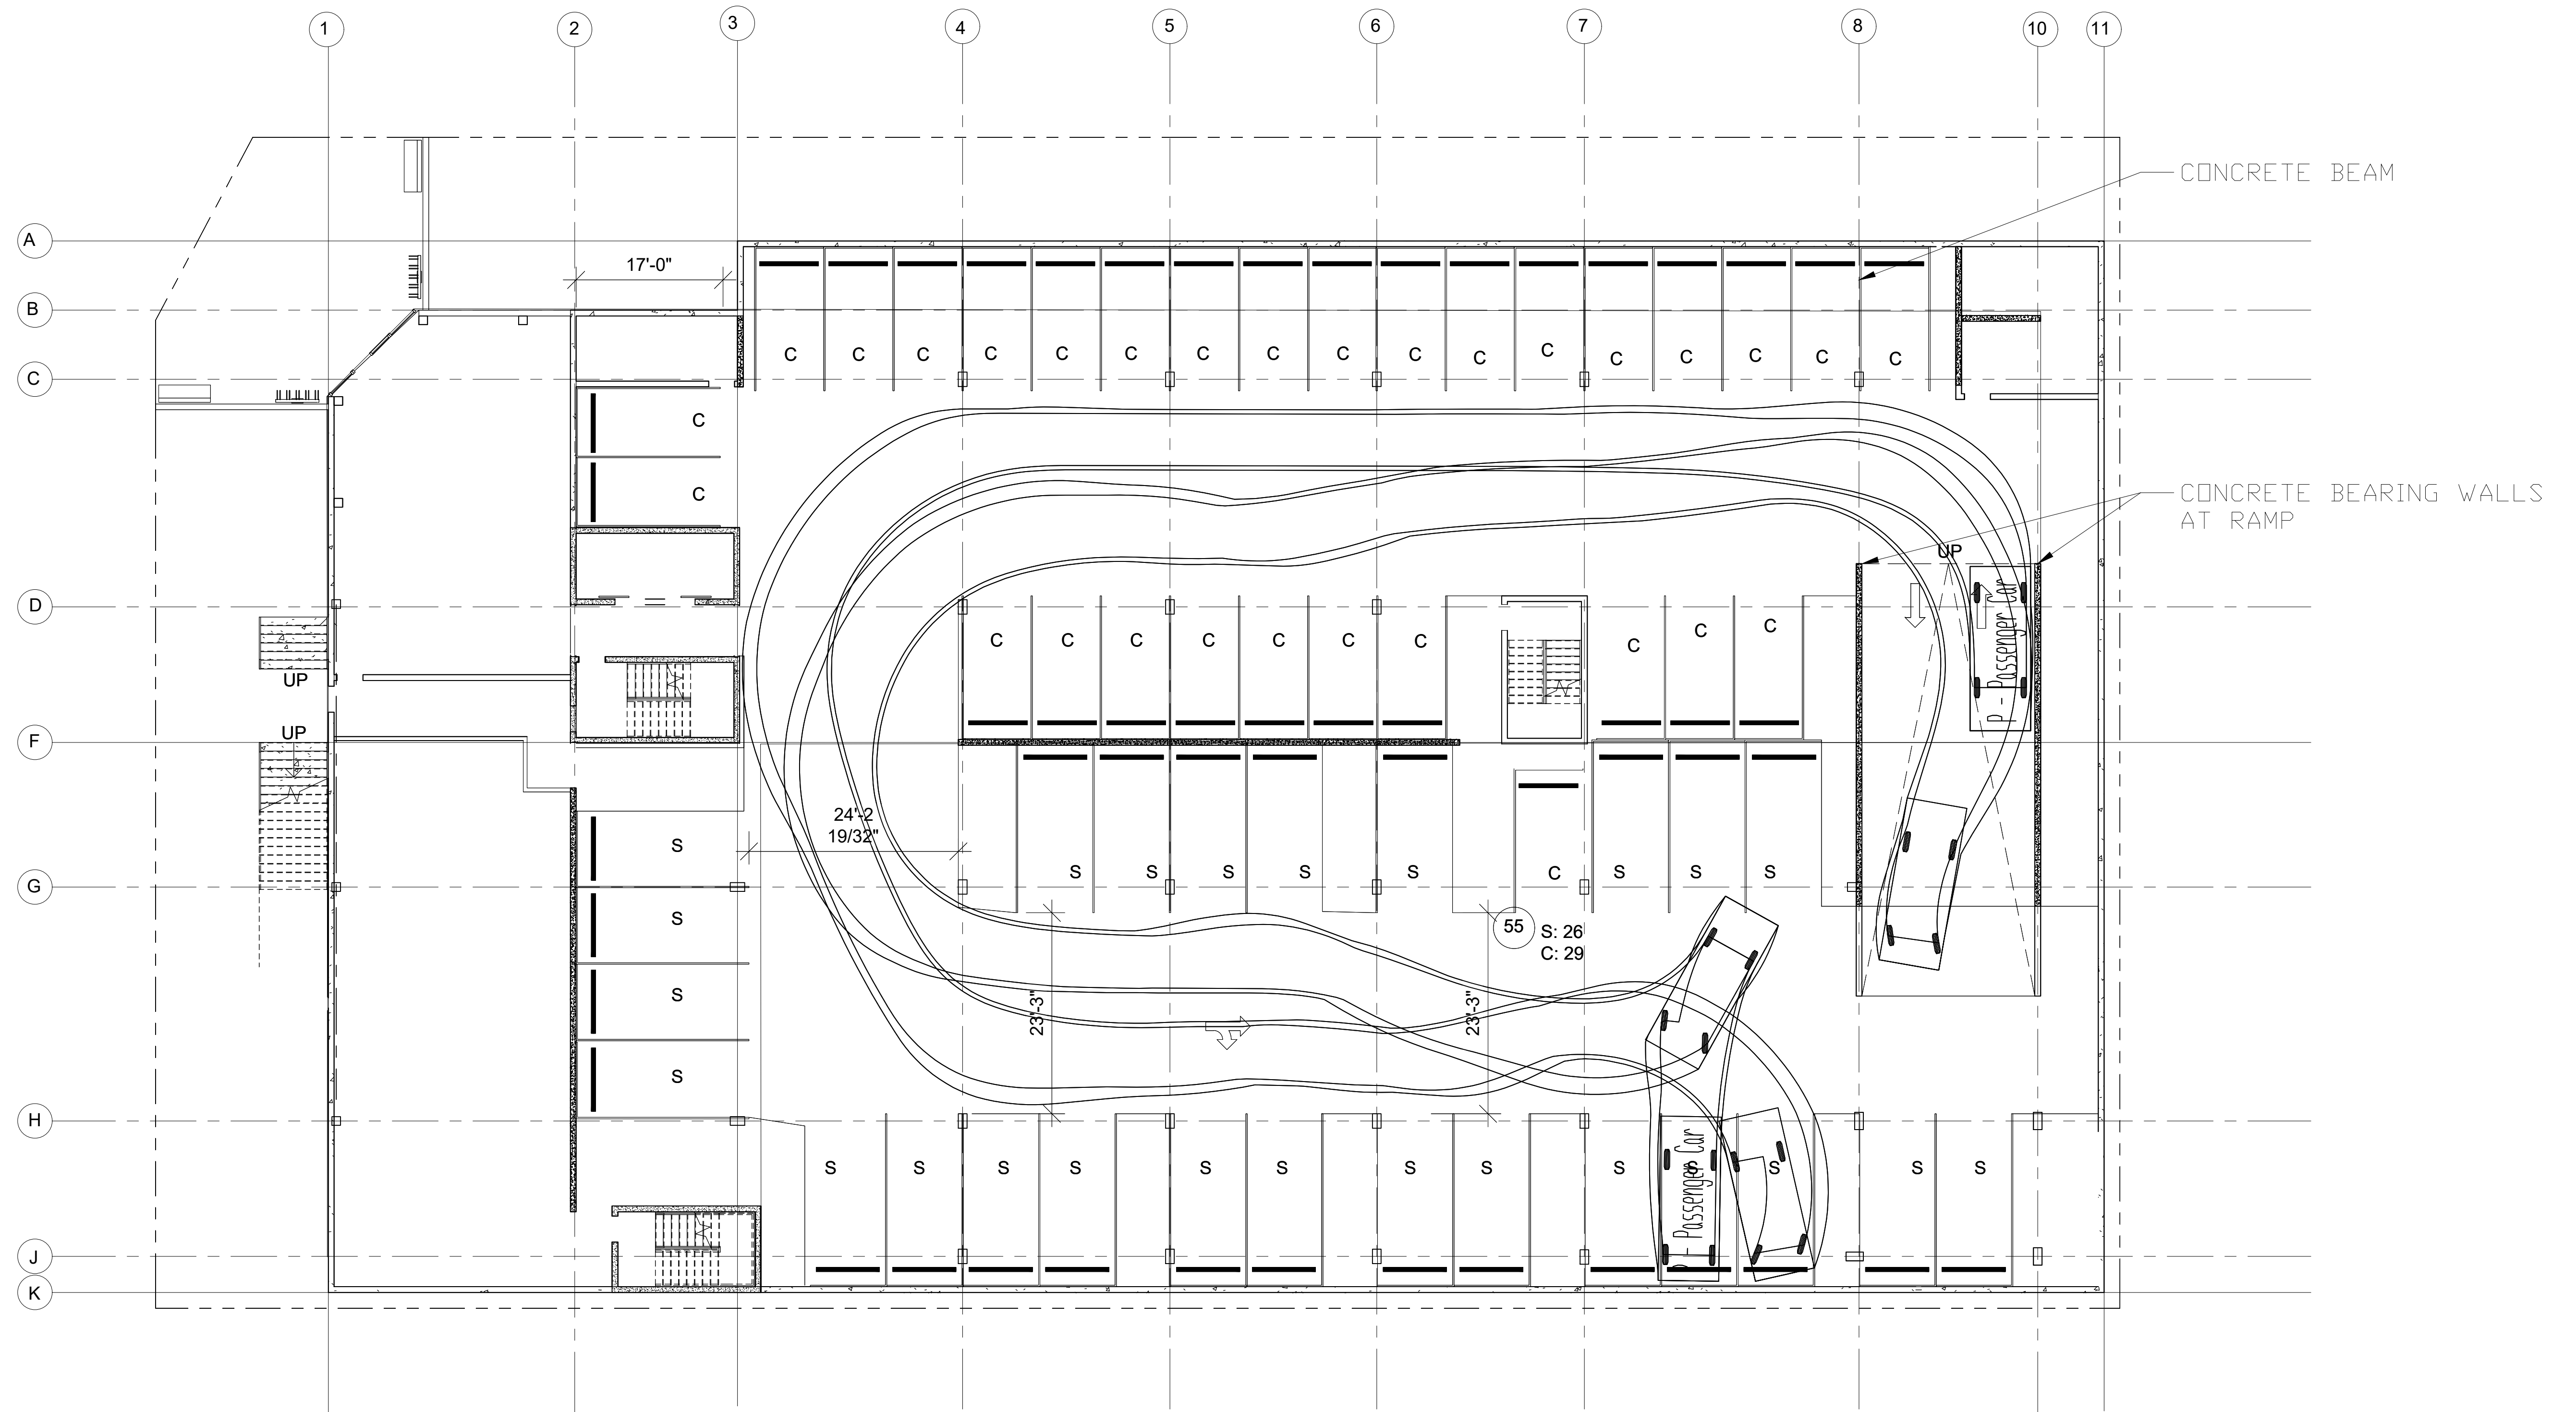 1 2 3 4 5 6 7 8 10 11
CONCRETE BEAM
A
17'-0"
B
C C C C C C C C C C C C C C C C C
C
C
C
CONCRETE BEARING WALLS
AT RAMP
UP
D
P - Passenger Car
C C C C C C C C C C
UP
UP
F
24'-2
19/32"
S
S S S S S C S S S
G
S
55
S: 26
C: 29
S
23'-3"
23'-3"
S
H
S S S S S S S S S S S S S
P - Passenger Car
J
K